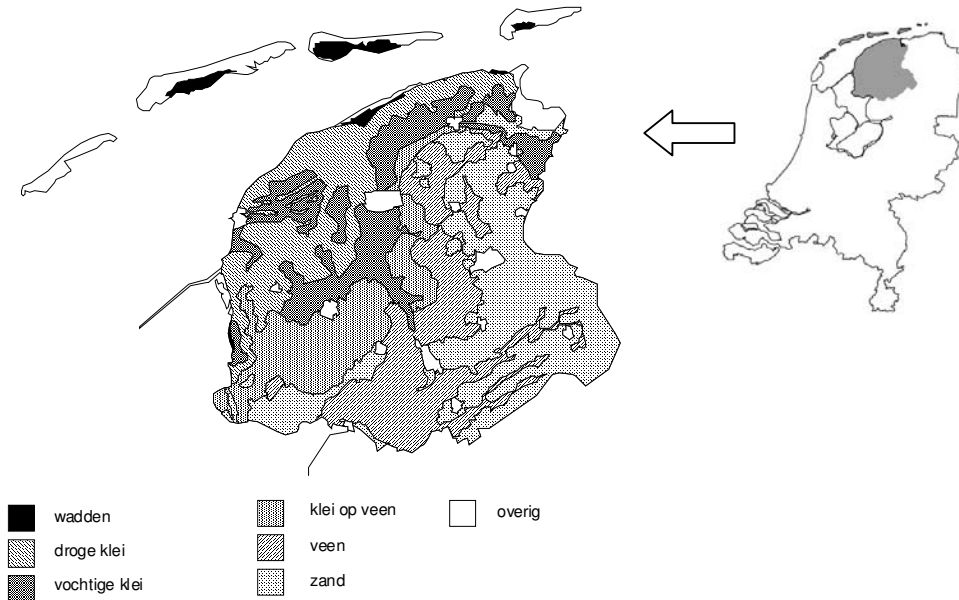 wadden
droge klei
vochtige klei
klei op veen
veen
zand
overig